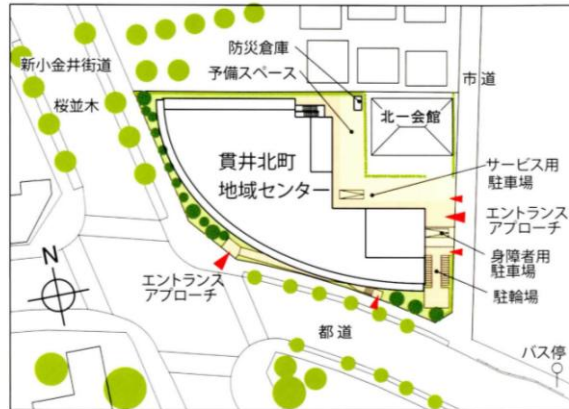 防災倉庫
予備スペース
新小金井街道
桜並木
市道
北一会館
貫井北町
地域センター
サービス用
駐車場
エントランス
アプローチ
身障者用
駐車場
駐輪場
エントランス
アプローチ
N
都道
バス停